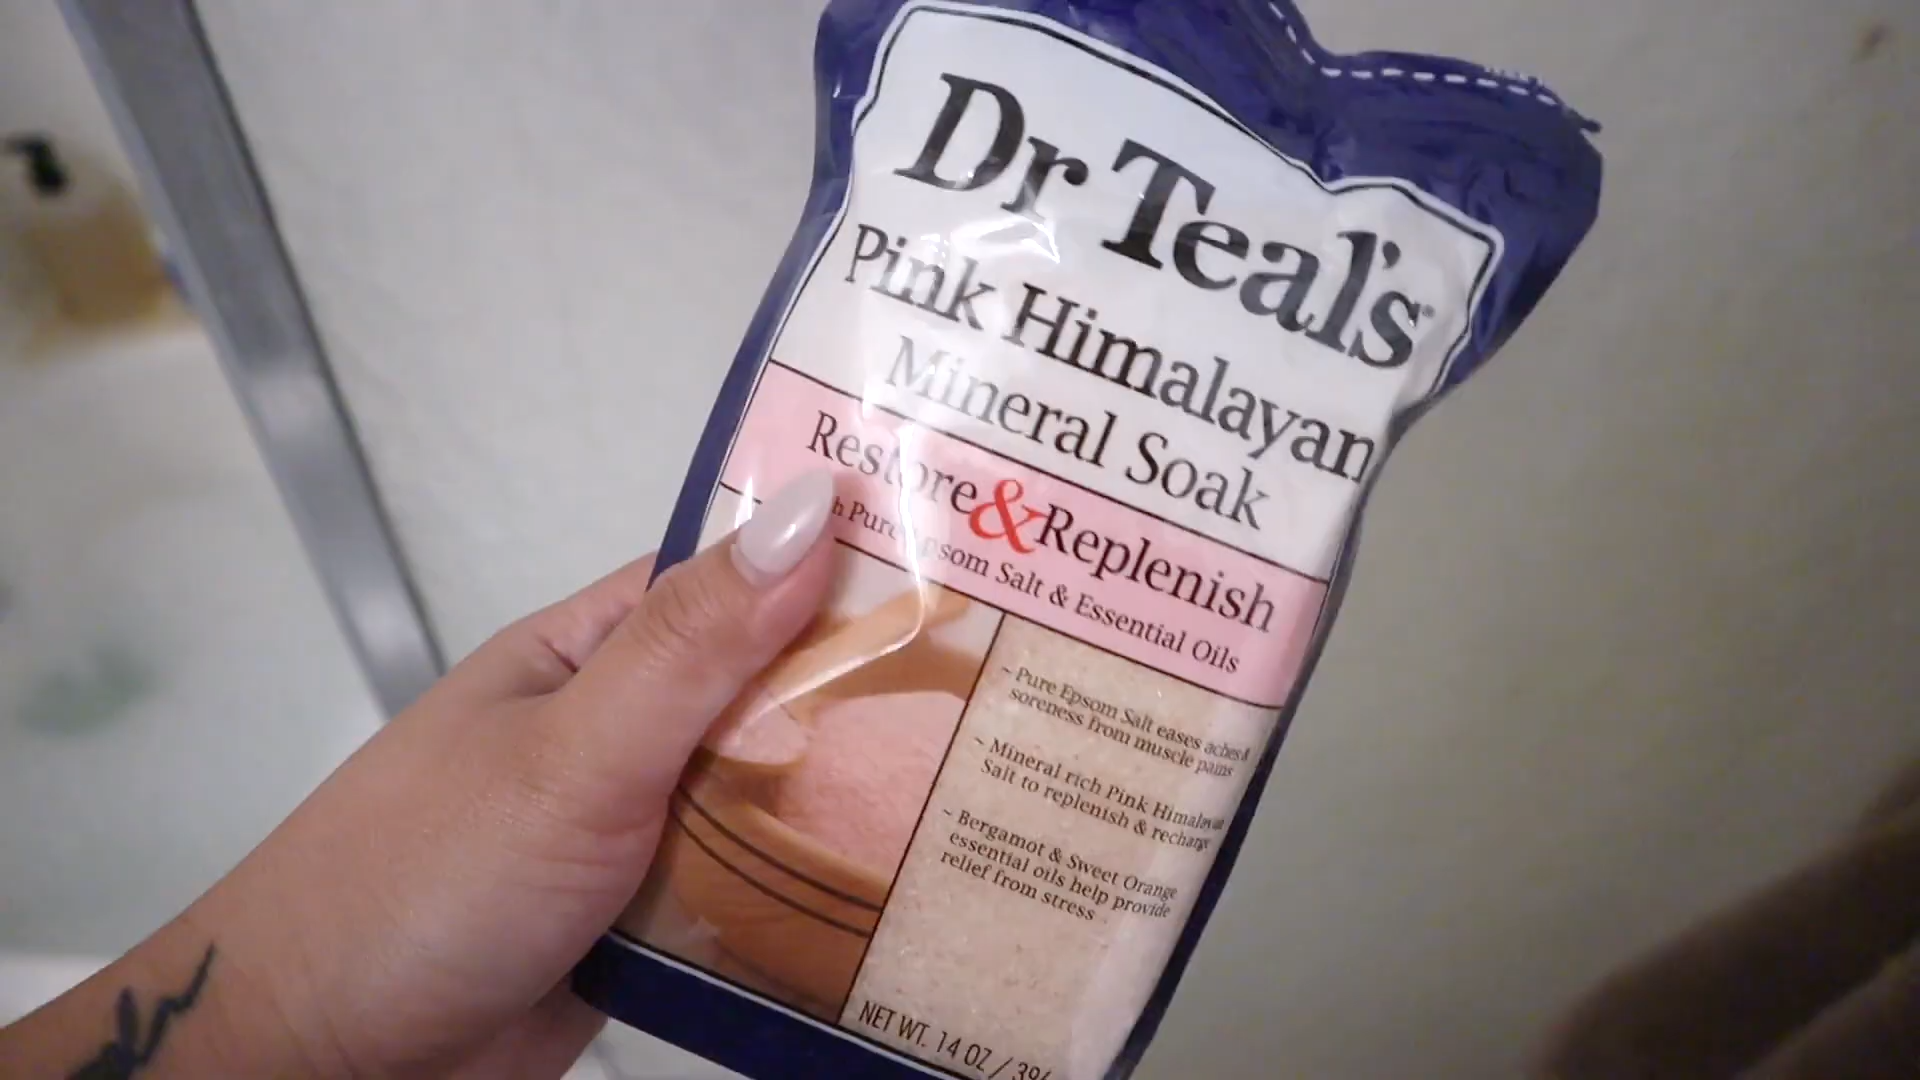 Dr Teal's
Pink Himalayan
Mineral Soak
Restore & Replenish
Pure Epsom Salt & Essential Oils
~ Pure Epsom Salt eases aches &
soreness from muscle pains
~ Mineral rich Pink Himalayan
Salt to replenish & recharge
~ Bergamot & Sweet Orange
essential oils help provide
relief from stress
NET WT. 14 OZ /